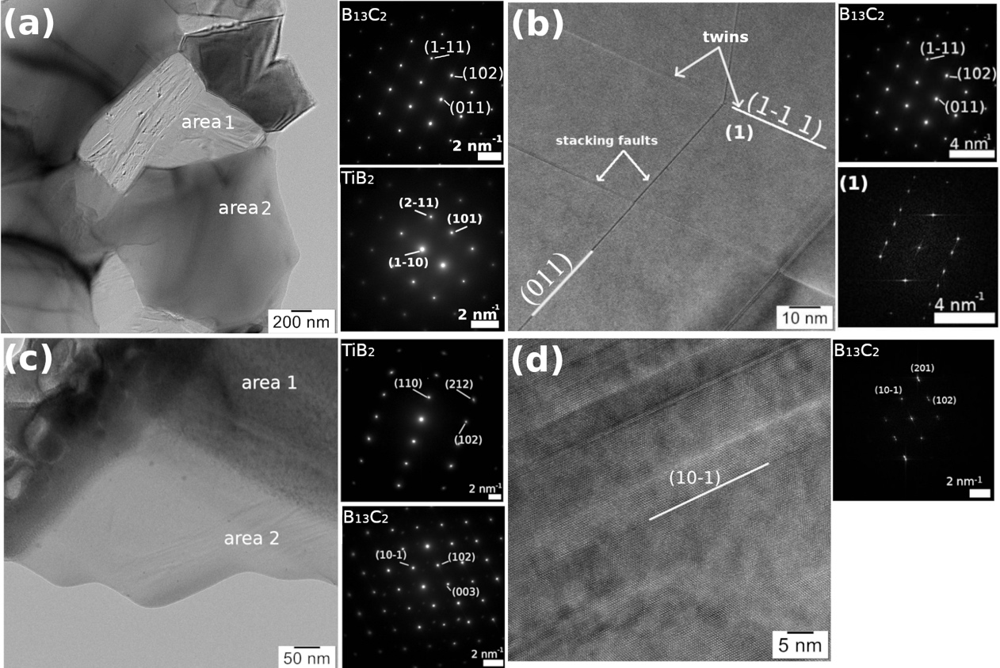 (a)
area 1
area 2
200 nm
B₁₃C₂
(1-11)
(102)
(011)
2 nm⁻¹
TiB₂
(2-11)
(101)
(1-10)
2 nm⁻¹
(b)
twins
(1-1 1)
(1)
stacking faults
(011)
10 nm
B₁₃C₂
(1-11)
(102)
(011)
4 nm⁻¹
(1)
4 nm⁻¹
(c)
area 1
area 2
50 nm
TiB₂
(110)
(212)
(102)
2 nm⁻¹
B₁₃C₂
(10-1)
(102)
(003)
2 nm⁻¹
(d)
(10-1)
5 nm
B₁₃C₂
(201)
(10-1)
(102)
2 nm⁻¹